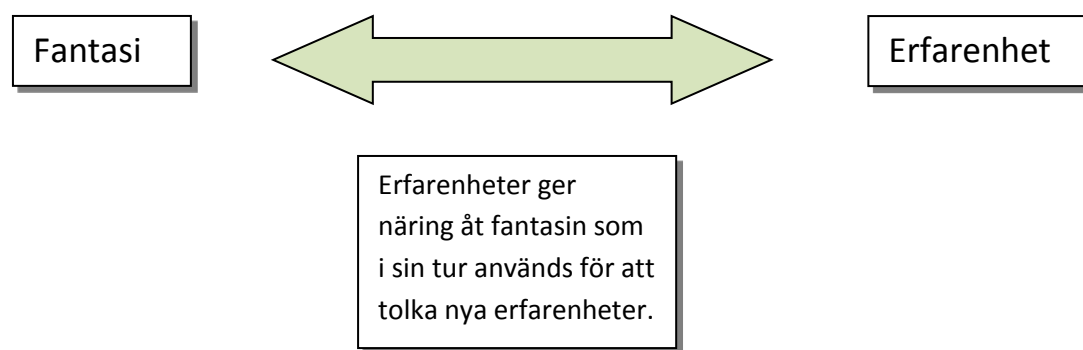 Fantasi
Erfarenhet
Erfarenheter ger
näring åt fantasin som
i sin tur används för att
tolka nya erfarenheter.